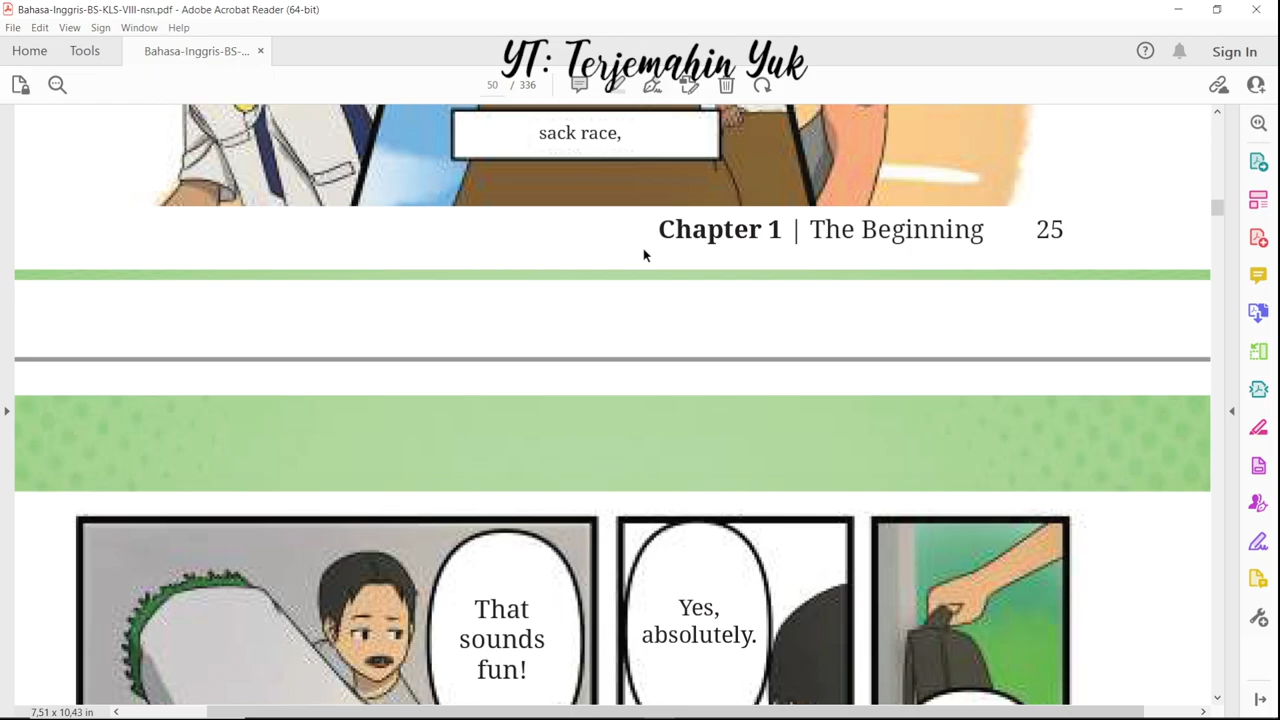 Bahasa-Inggris-BS-KLS-VIII-nsn.pdf - Adobe Acrobat Reader (64-bit)
File Edit View Sign Window Help
Home Tools Bahasa-Inggris-BS-... × Sign In
YT: Terjemahin Yuk
50 / 336
sack race,
Chapter 1 | The Beginning 25
That
sounds
fun!
Yes,
absolutely.
7,51 x 10,43 in